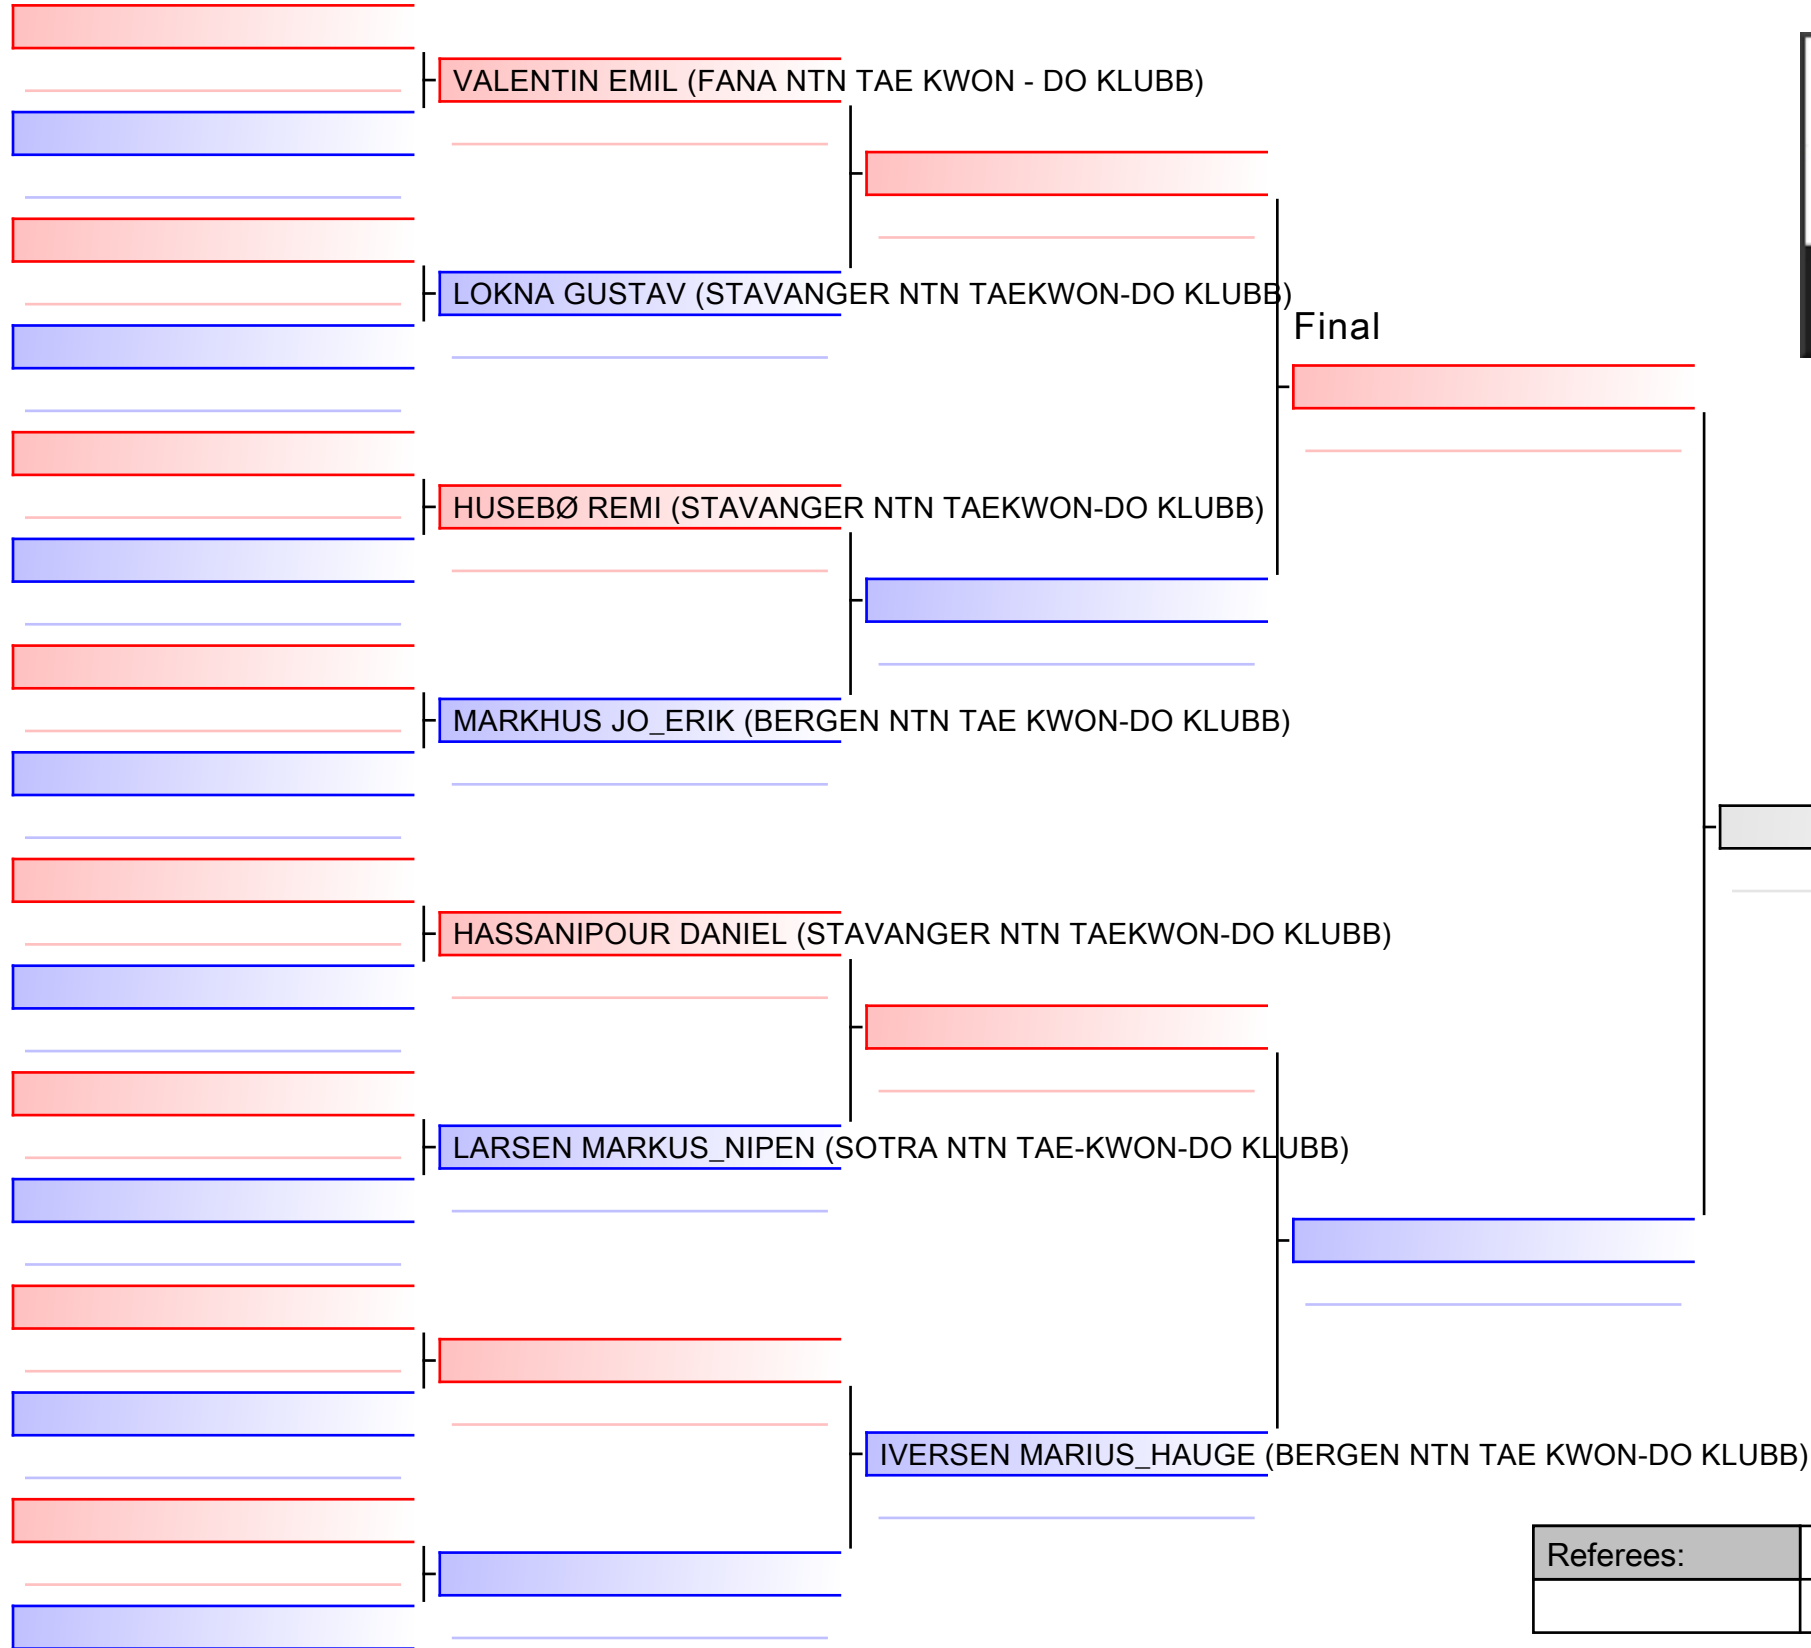 VALENTIN EMIL (FANA NTN TAE KWON - DO KLUBB)
LOKNA GUSTAV (STAVANGER NTN TAEKWON-DO KLUBB)
Final
HUSEBØ REMI (STAVANGER NTN TAEKWON-DO KLUBB)
MARKHUS JO_ERIK (BERGEN NTN TAE KWON-DO KLUBB)
HASSANIPOUR DANIEL (STAVANGER NTN TAEKWON-DO KLUBB)
LARSEN MARKUS_NIPEN (SOTRA NTN TAE-KWON-DO KLUBB)
IVERSEN MARIUS_HAUGE (BERGEN NTN TAE KWON-DO KLUBB)
Referees: